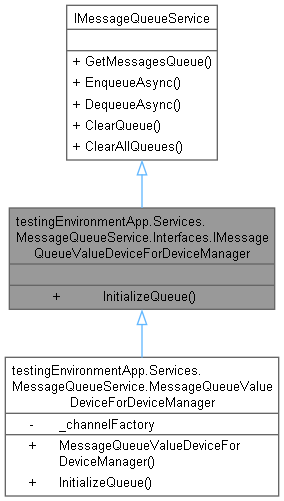 IMessageQueueService
+ GetMessagesQueue()
+ EnqueueAsync()
+ DequeueAsync()
+ ClearQueue()
+ ClearAllQueues()
testingEnvironmentApp.Services.
MessageQueueService.Interfaces.IMessage
QueueValueDeviceForDeviceManager
+ InitializeQueue()
testingEnvironmentApp.Services.
MessageQueueService.MessageQueueValue
DeviceForDeviceManager
- _channelFactory
+ MessageQueueValueDeviceFor
DeviceManager()
+ InitializeQueue()